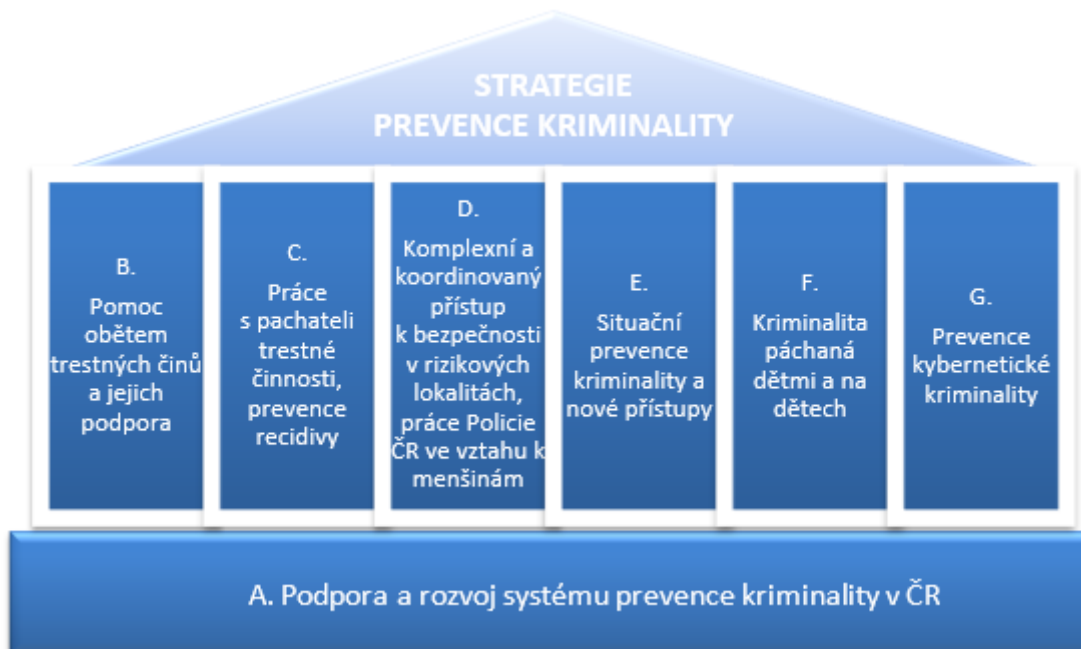 STRATEGIE
PREVENCE KRIMINALITY
B.
Pomoc
obětem
trestných činů
a jejich
podpora
C.
Práce
s pachateli
trestné
činnosti,
prevence
recidivy
D.
Komplexní a
koordinovaný
přístup
k bezpečnosti
v rizikových
lokalitách,
práce Policie
ČR ve vztahu k
menšinám
E.
Situační
prevence
kriminality a
nové přístupy
F.
Kriminalita
páchaná
dětmi a na
dětech
G.
Prevence
kybernetické
kriminality
A. Podpora a rozvoj systému prevence kriminality v ČR